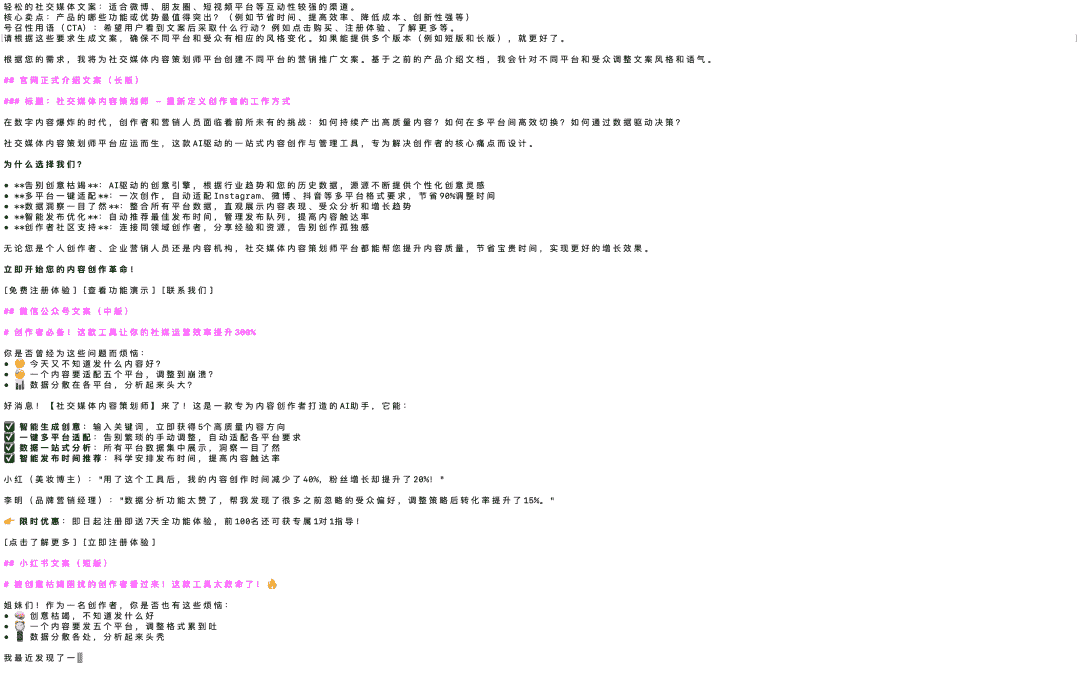 轻松的社交媒体文案：适合微博、朋友圈、短视频平台等互动性较强的渠道。
核心卖点：产品的哪些功能或优势最值得突出？（例如节省时间、提高效率、降低成本、创新性强等）
号召性用语（CTA）：希望用户看到文案后采取什么行动？例如点击购买、注册体验、了解更多等。
请根据这些要求生成文案，确保不同平台和受众有相应的风格变化。如果能提供多个版本（例如短版和长版），就更好了。
根据您的需求，我将为社交媒体内容策划师平台创建不同平台的营销推广文案。基于之前的产品介绍文档，我会针对不同平台和受众调整文案风格和语气。
## 官网正式介绍文案（长版）
### 标题：社交媒体内容策划师 - 重新定义创作者的工作方式
在数字内容爆炸的时代，创作者和营销人员面临着前所未有的挑战：如何持续产出高质量内容？如何在多平台间高效切换？如何通过数据驱动决策？
社交媒体内容策划师平台应运而生，这款AI驱动的一站式内容创作与管理工具，专为解决创作者的核心痛点而设计。
为什么选择我们？
• **告别创意枯竭**：AI驱动的创意引擎，根据行业趋势和您的历史数据，源源不断提供个性化创意灵感
• **多平台一键适配**：一次创作，自动适配Instagram、微博、抖音等多平台格式要求，节省90%调整时间
• **数据洞察一目了然**：整合所有平台数据，直观展示内容表现、受众分析和增长趋势
• **智能发布优化**：自动推荐最佳发布时间，管理发布队列，提高内容触达率
• **创作者社区支持**：连接同领域创作者，分享经验和资源，告别创作孤独感
无论您是个人创作者、企业营销人员还是内容机构，社交媒体内容策划师平台都能帮您提升内容质量，节省宝贵时间，实现更好的增长效果。
立即开始您的内容创作革命！
[免费注册体验] [查看功能演示] [联系我们]
## 微信公众号文案（中版）
# 创作者必备！这款工具让你的社媒运营效率提升300%
你是否曾经为这些问题而烦恼：
• 今天又不知道发什么内容好？
• 一个内容要适配五个平台，调整到崩溃？
• 📊 数据分散在各平台，分析起来头大？
好消息！【社交媒体内容策划师】来了！这是一款专为内容创作者打造的AI助手，它能：
✅ 智能生成创意：输入关键词，立即获得5个高质量内容方向
✅ 一键多平台适配：告别繁琐的手动调整，自动适配各平台要求
✅ 数据一站式分析：所有平台数据集中展示，洞察一目了然
✅ 智能发布时间推荐：科学安排发布时间，提高内容触达率
小红（美妆博主）："用了这个工具后，我的内容创作时间减少了40%，粉丝增长却提升了20%！"
李明（品牌营销经理）："数据分析功能太赞了，帮我发现了很多之前忽略的受众偏好，调整策略后转化率提升了15%。"
👉 限时优惠：即日起注册即送7天全功能体验，前100名还可获专属1对1指导！
[点击了解更多] [立即注册体验]
## 小红书文案（短版）
# 被创意枯竭困扰的创作者看过来！这款工具太救命了！🔥
姐妹们！作为一名创作者，你是否也有这些烦恼：
• 创意枯竭，不知道发什么好
• 一个内容要发五个平台，调整格式累到吐
• 数据分散各处，分析起来头秃
我最近发现了一